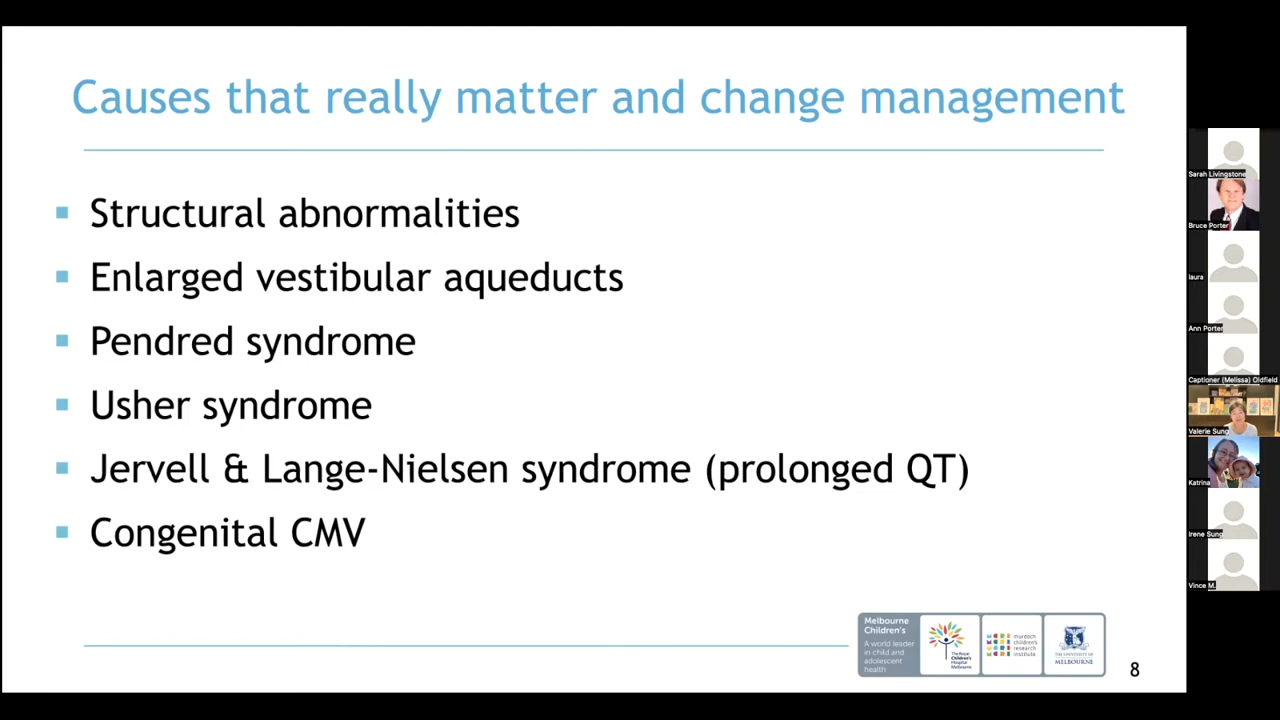 Causes that really matter and change management
Structural abnormalities
Enlarged vestibular aqueducts
Pendred syndrome
Usher syndrome
Jervell & Lange-Nielsen syndrome (prolonged QT)
Congenital CMV
Melbourne
Children's
A world leader
in child and
adolescent
health
The Royal
Children's
Hospital
Melbourne
murdoch
children's
research
institute
THE UNIVERSITY OF
MELBOURNE
8
Sarah Livingstone
Bruce Porter
laura
Ann Porter
Captioner (Melissa) Oldfield
Valerie Sung
Katrina
Irene Sung
Vince M.